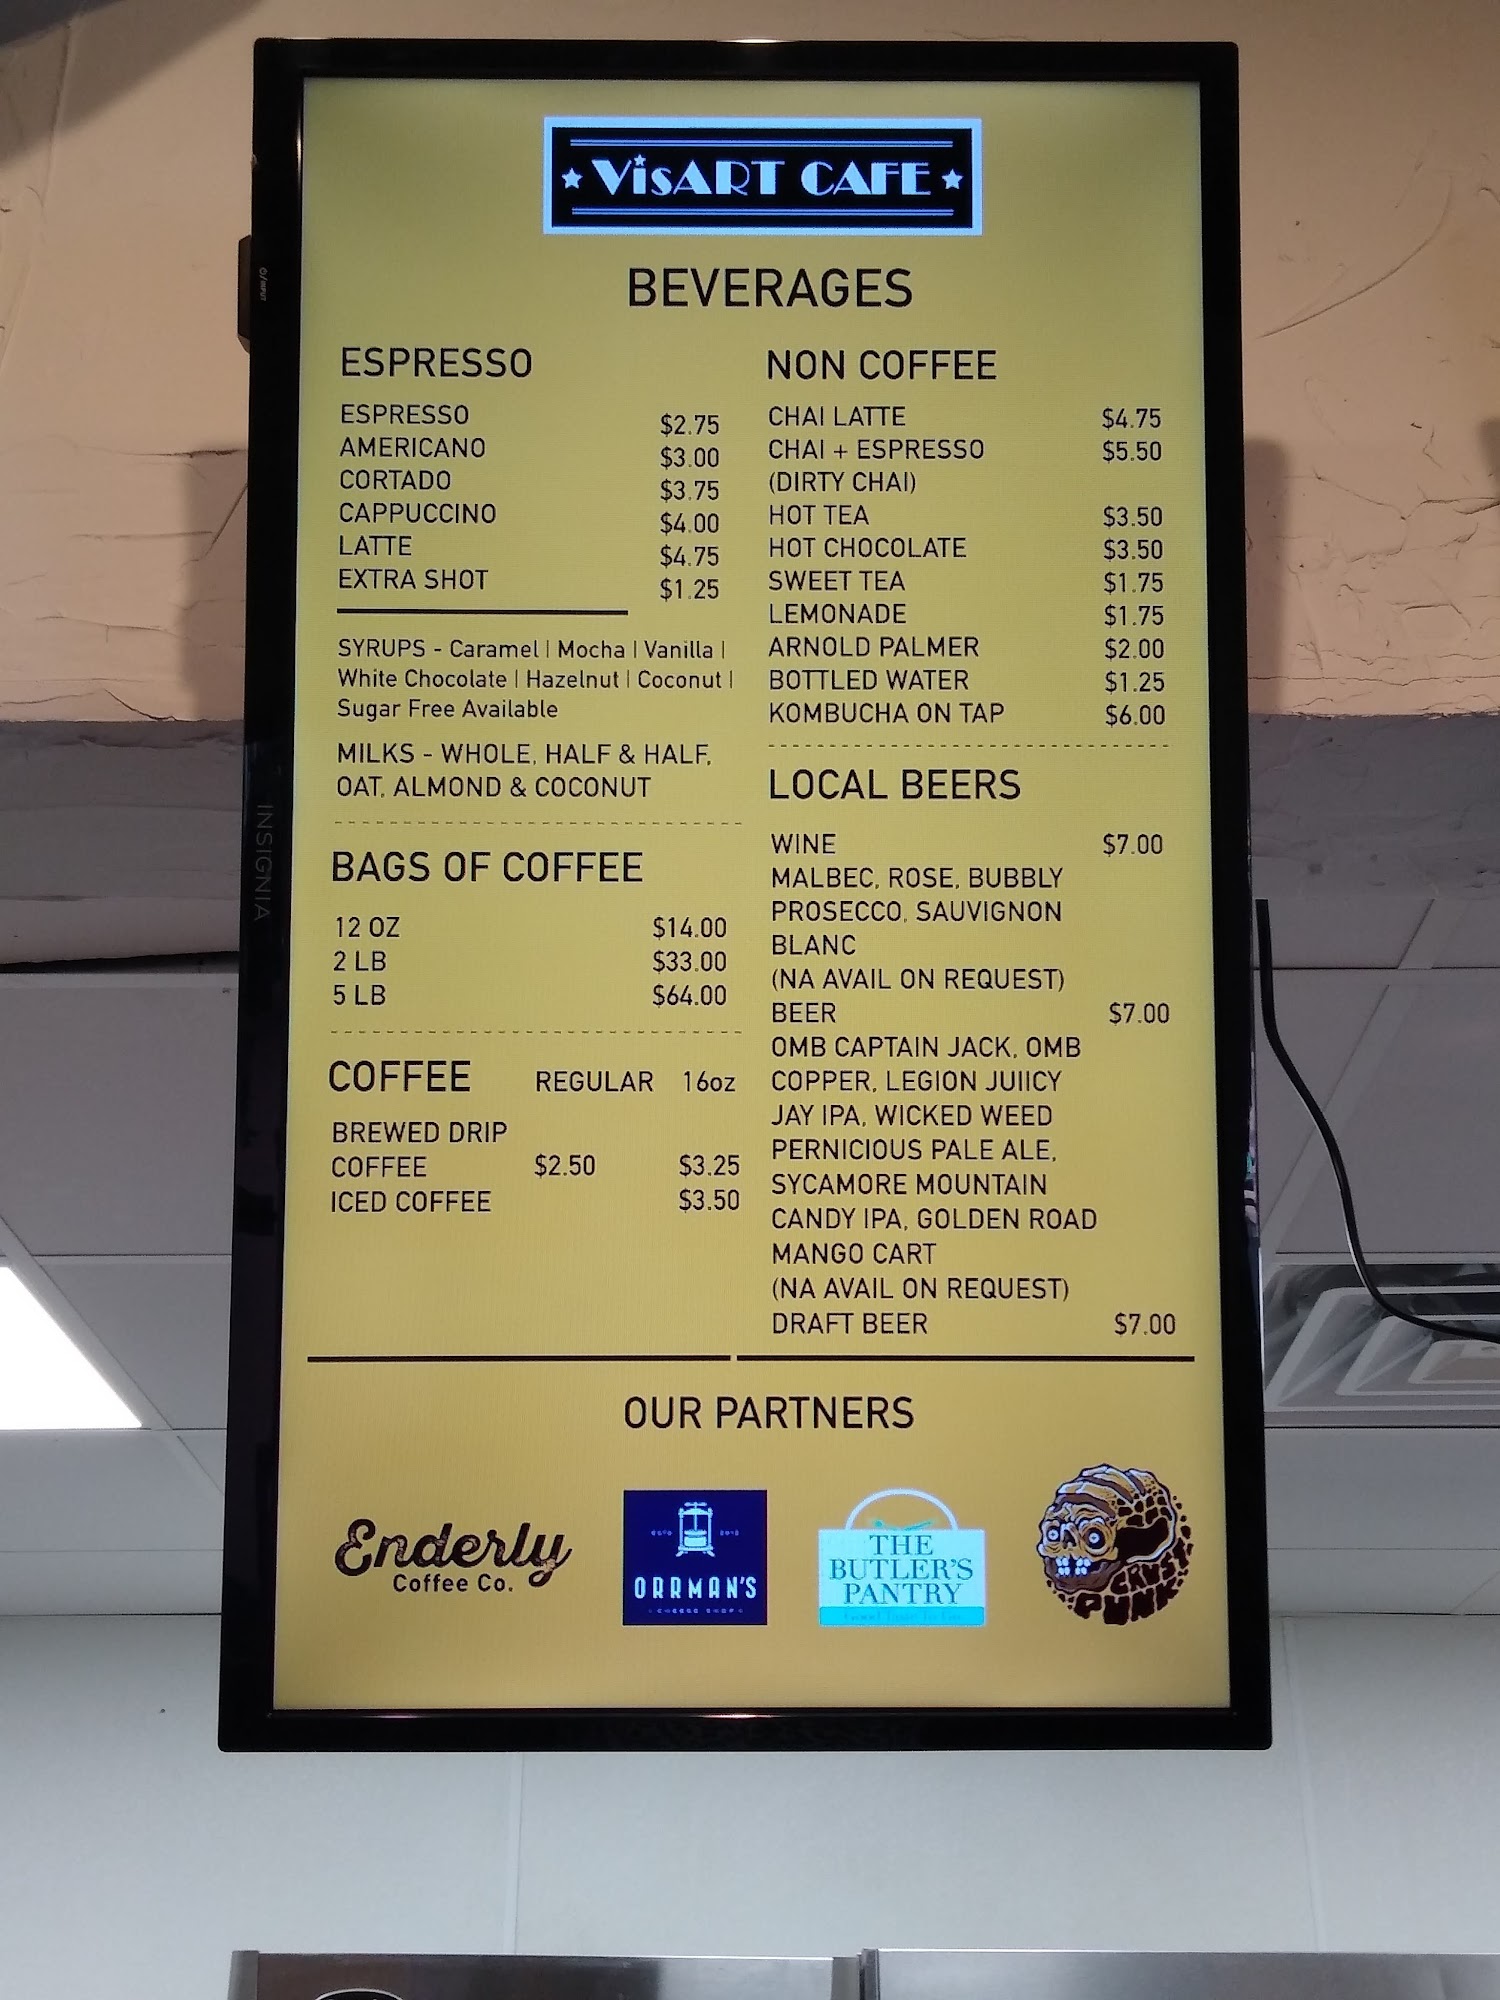 VisART CAFE
BEVERAGES
ESPRESSO
ESPRESSO $2.75
AMERICANO $3.00
CORTADO $3.75
CAPPUCCINO $4.00
LATTE $4.75
EXTRA SHOT $1.25
SYRUPS - Caramel | Mocha | Vanilla |
White Chocolate | Hazelnut | Coconut |
Sugar Free Available
MILKS - WHOLE, HALF & HALF,
OAT, ALMOND & COCONUT
BAGS OF COFFEE
12 OZ $14.00
2 LB $33.00
5 LB $64.00
COFFEE REGULAR 16oz
BREWED DRIP
COFFEE $2.50 $3.25
ICED COFFEE $3.50
NON COFFEE
CHAI LATTE $4.75
CHAI + ESPRESSO $5.50
(DIRTY CHAI)
HOT TEA $3.50
HOT CHOCOLATE $3.50
SWEET TEA $1.75
LEMONADE $1.75
ARNOLD PALMER $2.00
BOTTLED WATER $1.25
KOMBUCHA ON TAP $6.00
LOCAL BEERS
WINE $7.00
MALBEC, ROSE, BUBBLY
PROSECCO, SAUVIGNON
BLANC
(NA AVAIL ON REQUEST)
BEER $7.00
OMB CAPTAIN JACK, OMB
COPPER, LEGION JUIICY
JAY IPA, WICKED WEED
PERNICIOUS PALE ALE,
SYCAMORE MOUNTAIN
CANDY IPA, GOLDEN ROAD
MANGO CART
(NA AVAIL ON REQUEST)
DRAFT BEER $7.00
OUR PARTNERS
Enderly
Coffee Co.
ORRMAN'S
CHEESE SHOP
THE
BUTLER'S
PANTRY
CRUST
PUNK
INSIGNIA
/INPUT